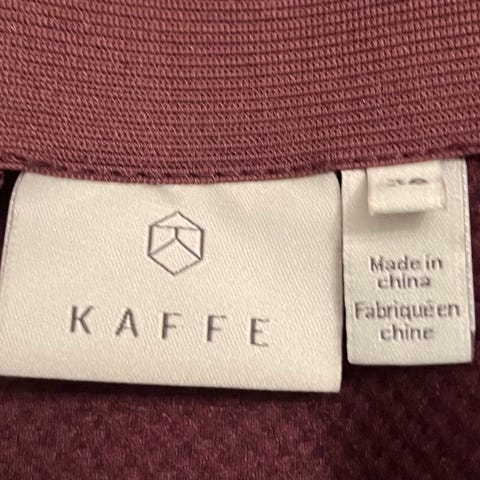 KAFFE
Made in
china
Fabriqué en
chine